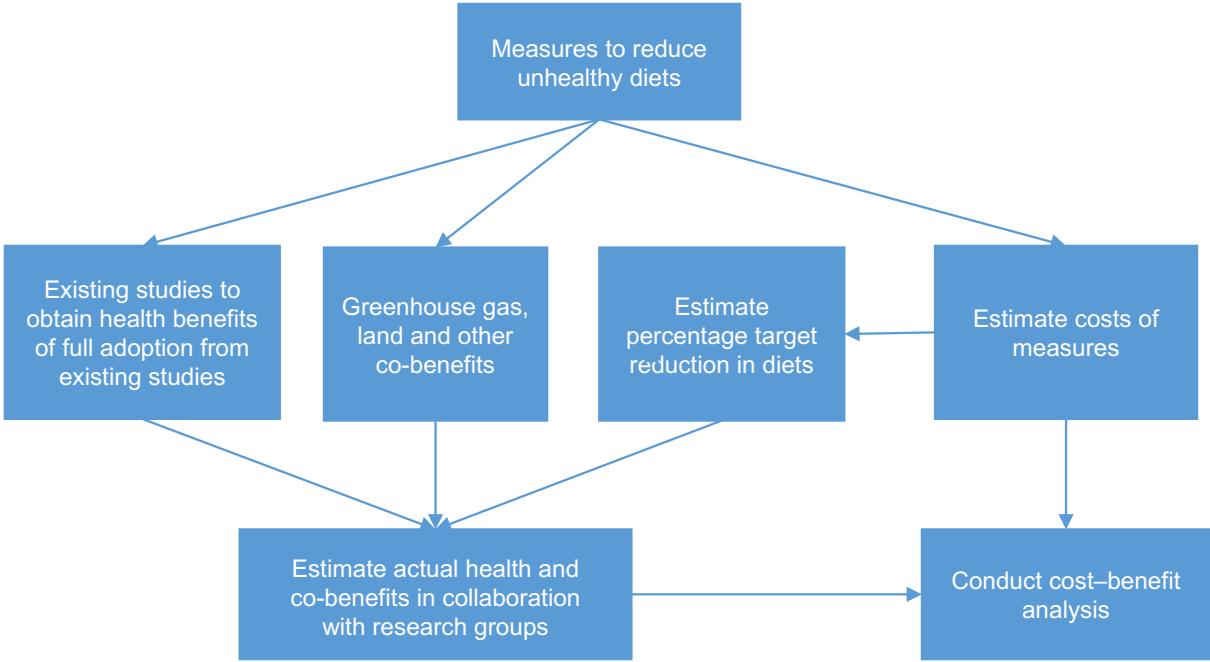 Measures to reduce
unhealthy diets
Existing studies to
obtain health benefits
of full adoption from
existing studies
Greenhouse gas,
land and other
co-benefits
Estimate
percentage target
reduction in diets
Estimate costs of
measures
Estimate actual health and
co-benefits in collaboration
with research groups
Conduct cost–benefit
analysis